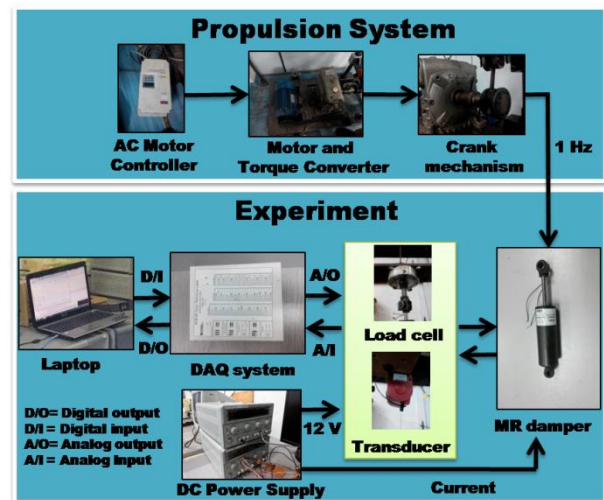 Propulsion System
AC Motor
Controller
Motor and
Torque Converter
Crank
mechanism
1 Hz
Experiment
D/I
D/O
A/O
A/I
Laptop
DAQ system
Load cell
Transducer
MR damper
12 V
D/O= Digital output
D/I = Digital input
A/O= Analog output
A/I = Analog Input
DC Power Supply
Current